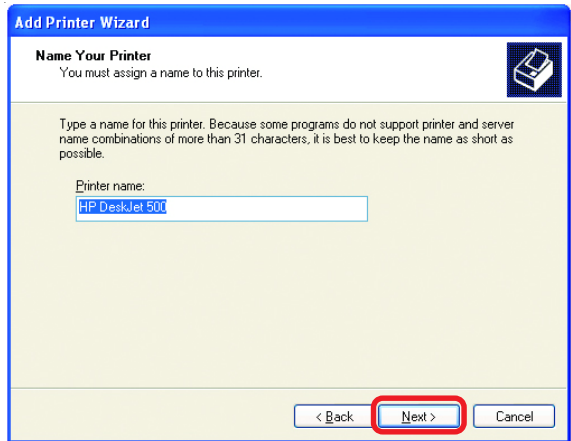 Add Printer Wizard
Name Your Printer
You must assign a name to this printer.
Type a name for this printer. Because some programs do not support printer and server
name combinations of more than 31 characters, it is best to keep the name as short as
possible.
Printer name:
HP DeskJet 500
< Back Next > Cancel